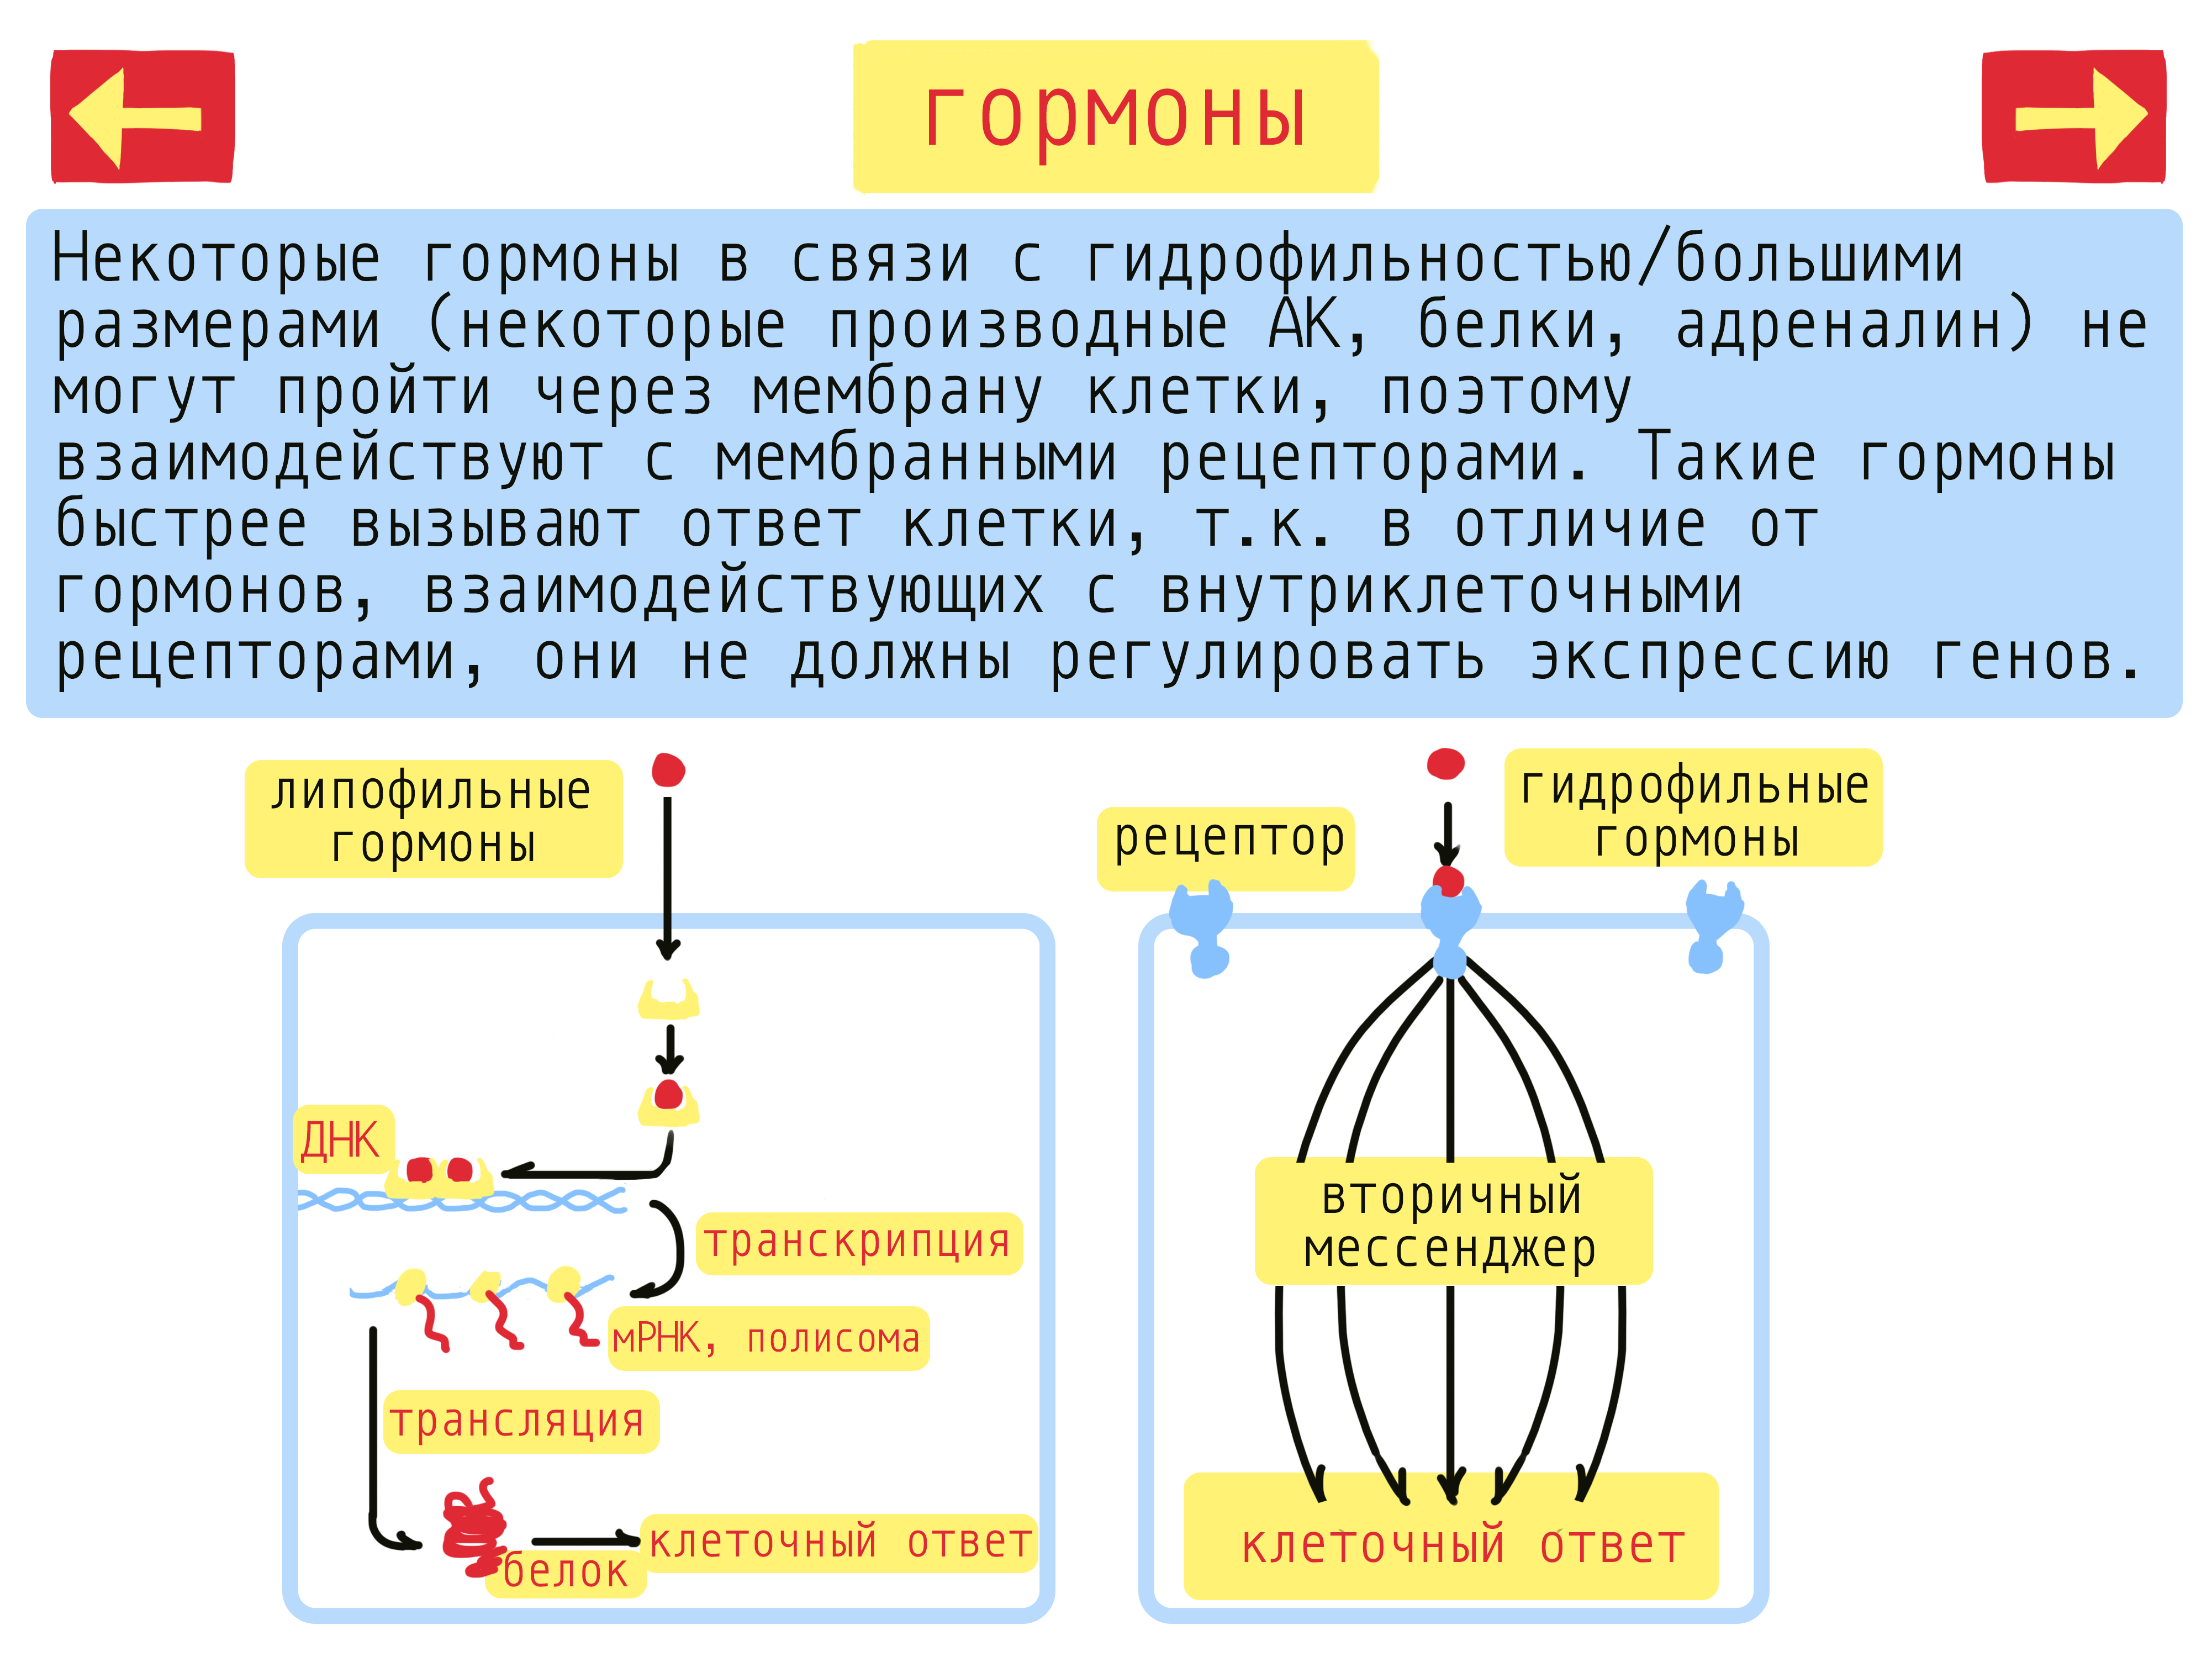 гормоны
Некоторые гормоны в связи с гидрофильностью/большими
размерами (некоторые производные АК, белки, адреналин) не
могут пройти через мембрану клетки, поэтому
взаимодействуют с мембранными рецепторами. Такие гормоны
быстрее вызывают ответ клетки, т.к. в отличие от
гормонов, взаимодействующих с внутриклеточными
рецепторами, они не должны регулировать экспрессию генов.
липофильные
гормоны
ДНК
транскрипция
мРНК, полисома
трансляция
белок
клеточный ответ
рецептор
гидрофильные
гормоны
вторичный
мессенджер
клеточный ответ